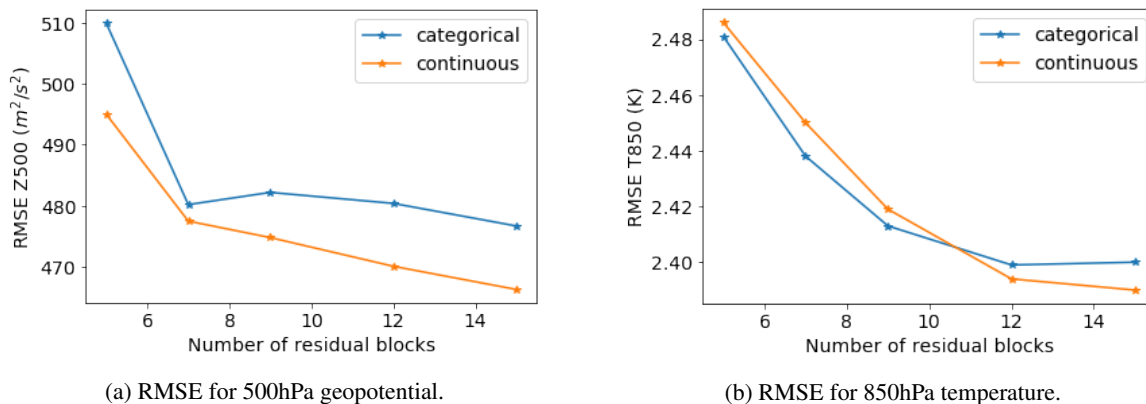 510
500
490
480
470
RMSE Z500 (m²/s²)
categorical
continuous
6 8 10 12 14
Number of residual blocks
(a) RMSE for 500hPa geopotential.
2.48
2.46
2.44
2.42
2.40
RMSE T850 (K)
categorical
continuous
6 8 10 12 14
Number of residual blocks
(b) RMSE for 850hPa temperature.